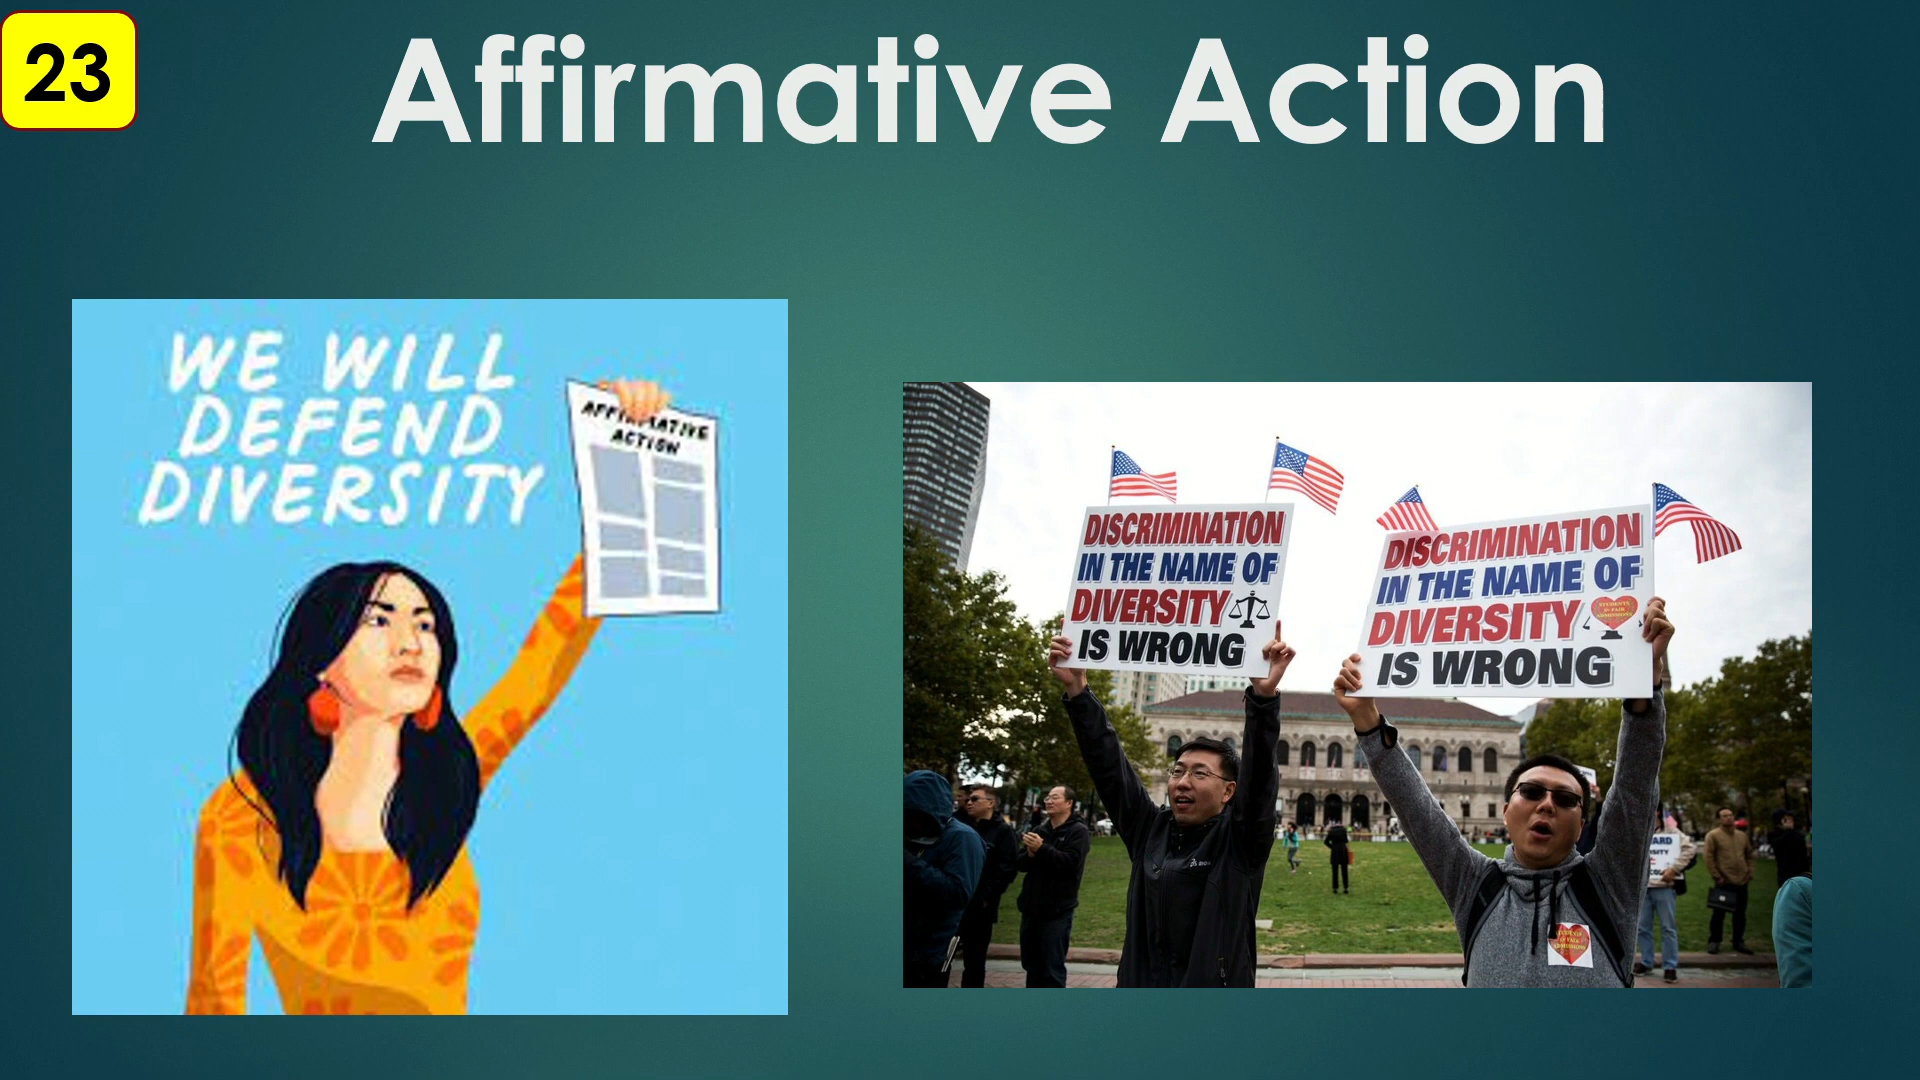 23
Affirmative Action
WE WILL
DEFEND
DIVERSITY
AFFIRMATIVE
ACTION
DISCRIMINATION
IN THE NAME OF
DIVERSITY
IS WRONG
DISCRIMINATION
IN THE NAME OF
DIVERSITY
IS WRONG